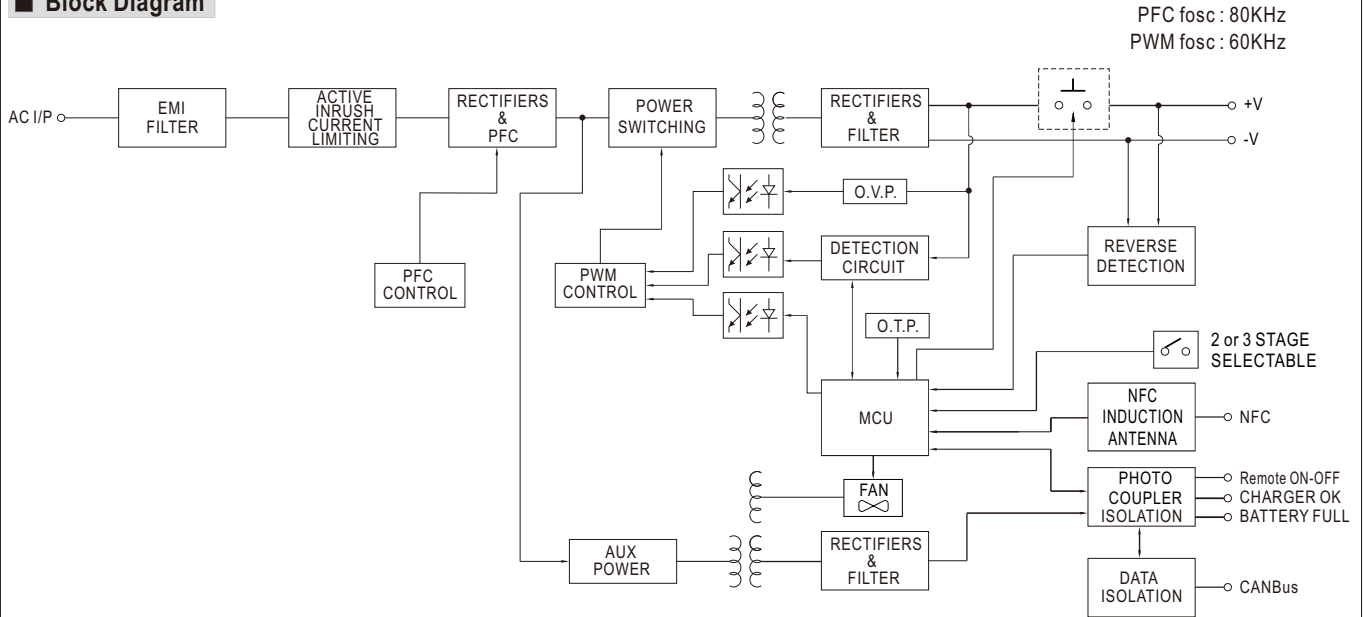 ■ Block Diagram
PFC fosc : 80KHz
PWM fosc : 60KHz
AC I/P
EMI
FILTER
ACTIVE
INRUSH
CURRENT
LIMITING
RECTIFIERS
&
PFC
POWER
SWITCHING
RECTIFIERS
&
FILTER
+V
-V
O.V.P.
PFC
CONTROL
PWM
CONTROL
DETECTION
CIRCUIT
REVERSE
DETECTION
O.T.P.
2 or 3 STAGE
SELECTABLE
MCU
NFC
INDUCTION
ANTENNA
NFC
FAN
PHOTO
COUPLER
ISOLATION
Remote ON-OFF
CHARGER OK
BATTERY FULL
AUX
POWER
RECTIFIERS
&
FILTER
DATA
ISOLATION
CANBus